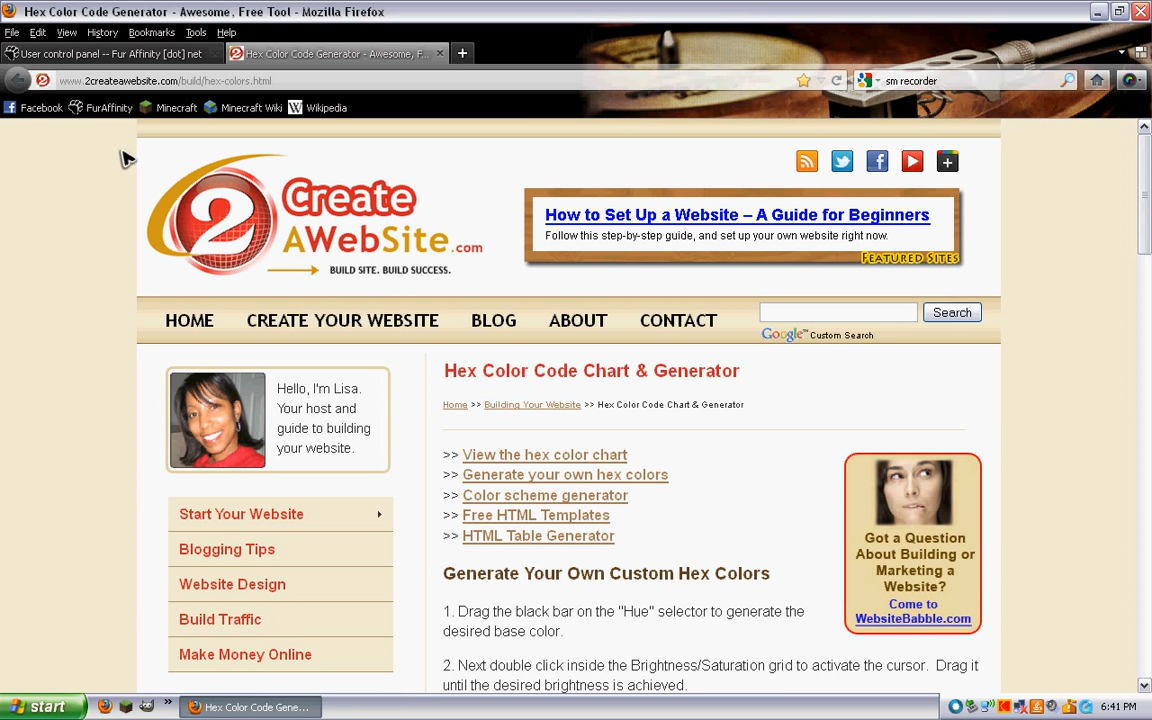 Hex Color Code Generator - Awesome, Free Tool - Mozilla Firefox
File Edit View History Bookmarks Tools Help
User control panel -- Fur Affinity [dot] net
Hex Color Code Generator - Awesome, F...
www.2createawebsite.com/build/hex-colors.html
sm recorder
Facebook FurAffinity Minecraft Minecraft Wiki Wikipedia
2 Create
AWebSite.com
BUILD SITE. BUILD SUCCESS.
How to Set Up a Website – A Guide for Beginners
Follow this step-by-step guide, and set up your own website right now.
FEATURED SITES
HOME CREATE YOUR WEBSITE BLOG ABOUT CONTACT
Search
Google™ Custom Search
Hello, I'm Lisa.
Your host and
guide to building
your website.
Start Your Website
Blogging Tips
Website Design
Build Traffic
Make Money Online
Hex Color Code Chart & Generator
Home >> Building Your Website >> Hex Color Code Chart & Generator
>> View the hex color chart
>> Generate your own hex colors
>> Color scheme generator
>> Free HTML Templates
>> HTML Table Generator
Got a Question
About Building or
Marketing a
Website?
Come to
WebsiteBabble.com
Generate Your Own Custom Hex Colors
1. Drag the black bar on the "Hue" selector to generate the
desired base color.
2. Next double click inside the Brightness/Saturation grid to activate the cursor. Drag it
until the desired brightness is achieved.
start
Hex Color Code Gene...
6:41 PM